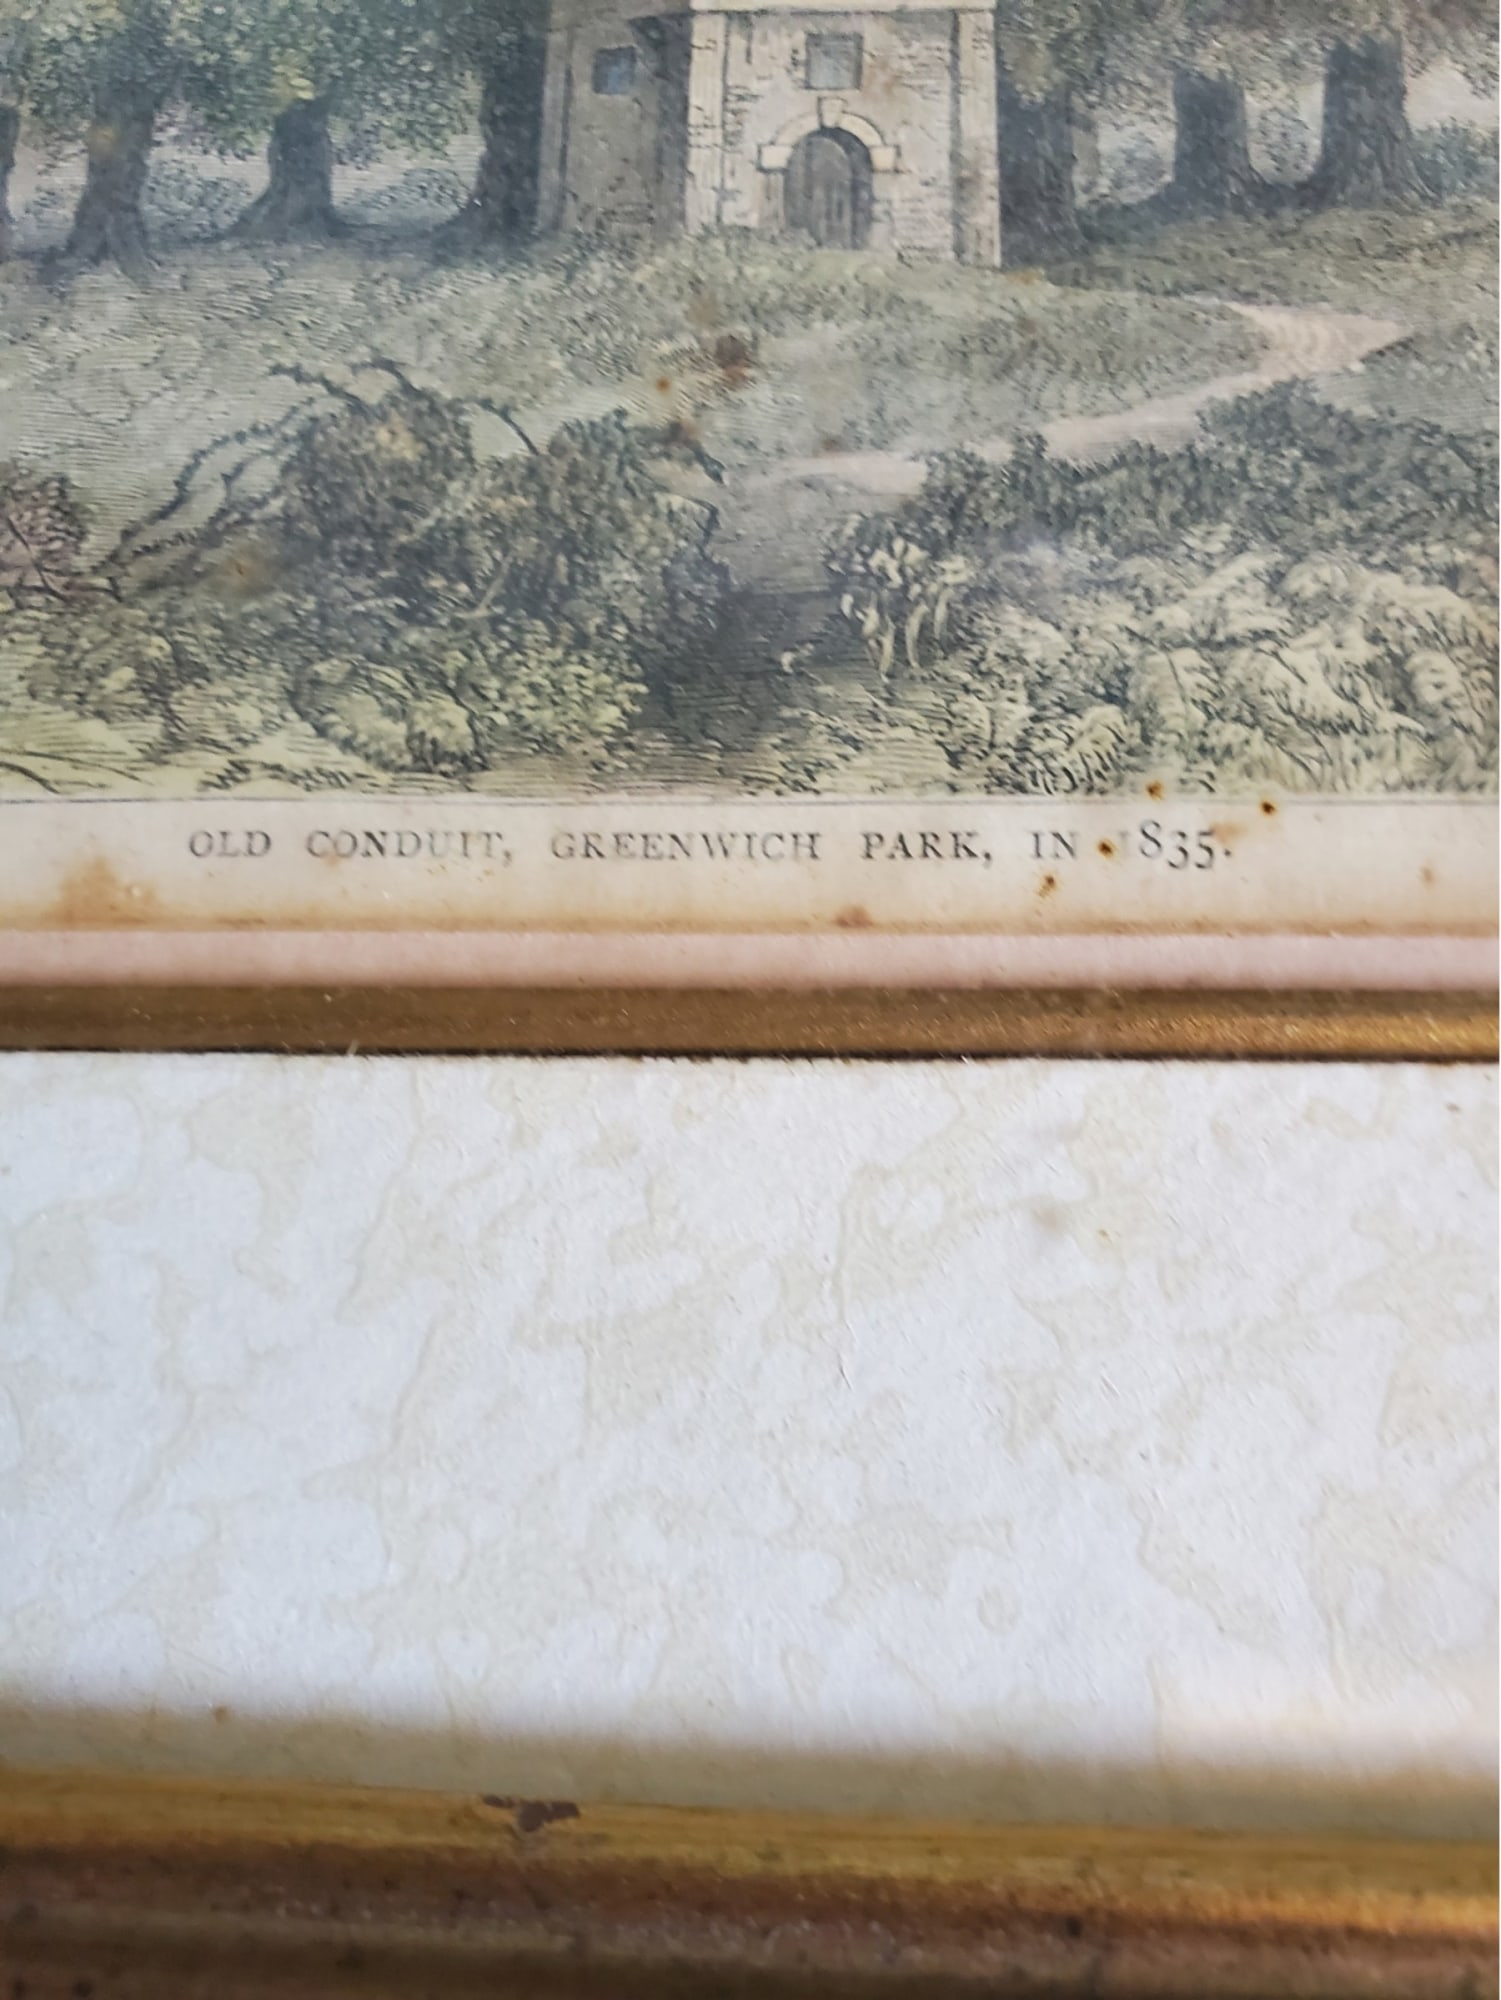 OLD CONDUIT, GREENWICH PARK, IN 1835.